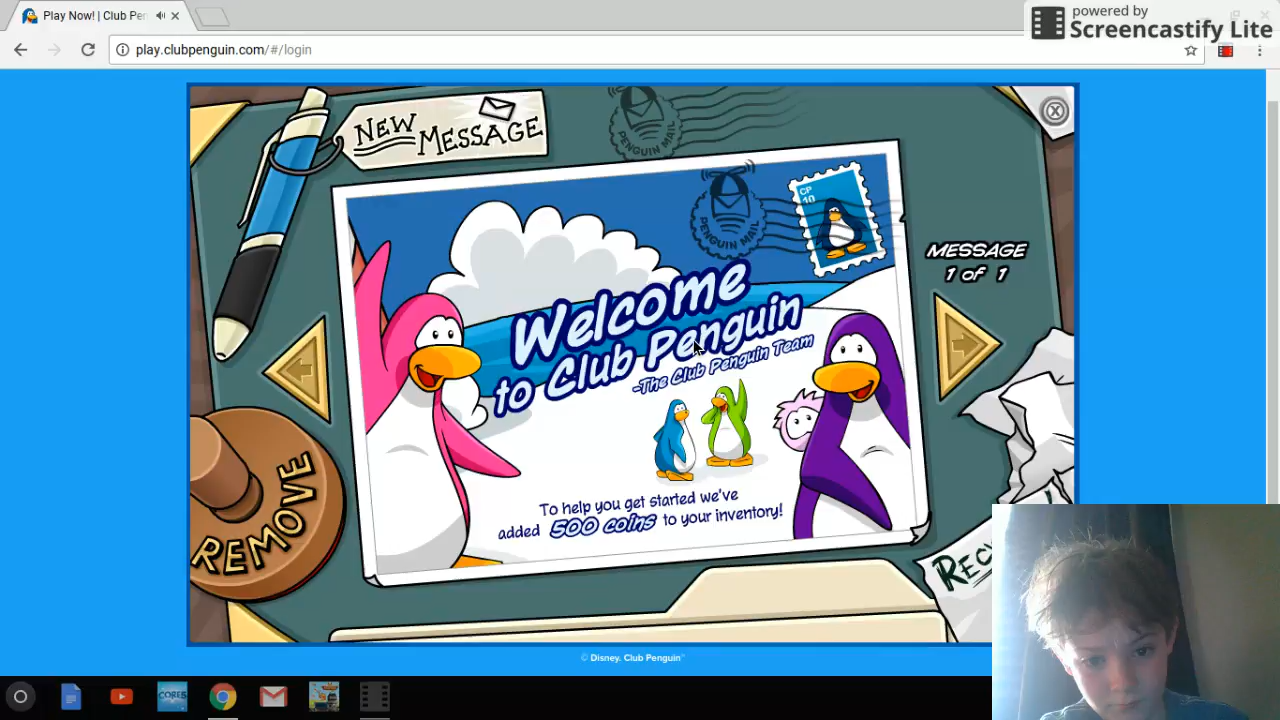 Play Now! | Club Pen
powered by
Screencastify Lite
play.clubpenguin.com/#/login
NEW MESSAGE
PENGUIN MAIL
PENGUIN MAIL
CP
10
MESSAGE
1 of 1
Welcome
to Club Penguin
-The Club Penguin Team
To help you get started we've
added 500 coins to your inventory!
REMOVE
© Disney. Club Penguin®
CORE5